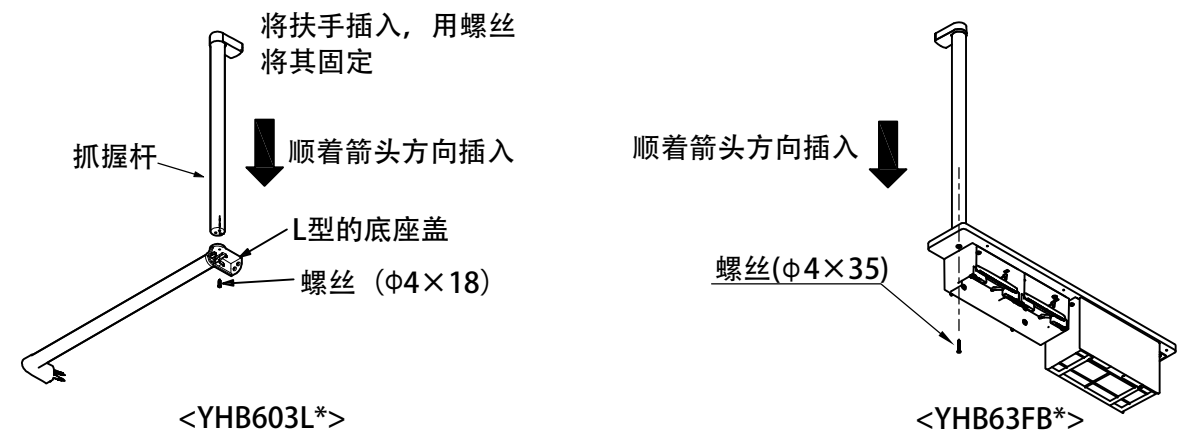 将扶手插入，用螺丝
将其固定
抓握杆
顺着箭头方向插入
L型的底座盖
螺丝（φ4×18）
<YHB603L*>
顺着箭头方向插入
螺丝(φ4×35)
<YHB63FB*>